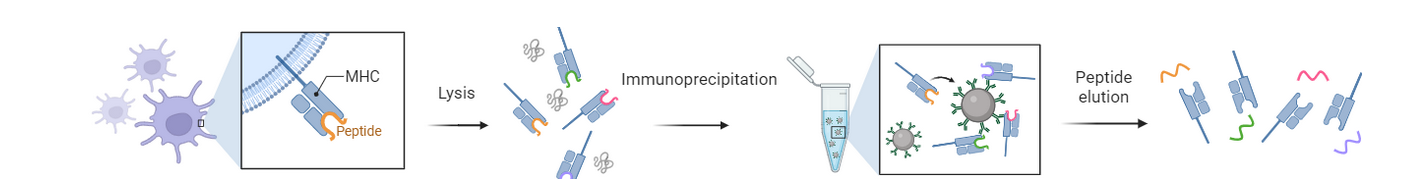 MHC
Peptide
Lysis
Immunoprecipitation
Peptide
elution